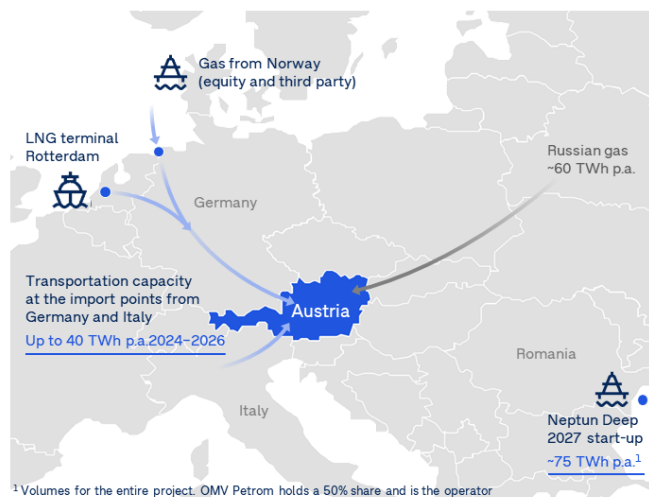 Gas from Norway
(equity and third party)
LNG terminal
Rotterdam
Russian gas
~60 TWh p.a.
Germany
Transportation capacity
at the import points from
Germany and Italy
Up to 40 TWh p.a.2024–2026
Austria
Romania
Italy
Neptun Deep
2027 start-up
~75 TWh p.a.¹
¹ Volumes for the entire project. OMV Petrom holds a 50% share and is the operator